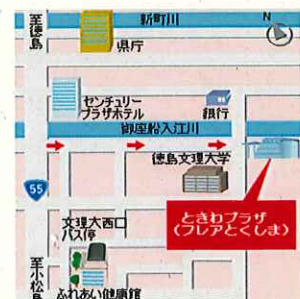 至徳島
新町川
N
県庁
センチュリー
プラザホテル
銀行
御座船入江川
徳島文理大学
55
ときわプラザ
(フレアとくしま)
文理大西口
バス停
至小松島
ふれあい健康館